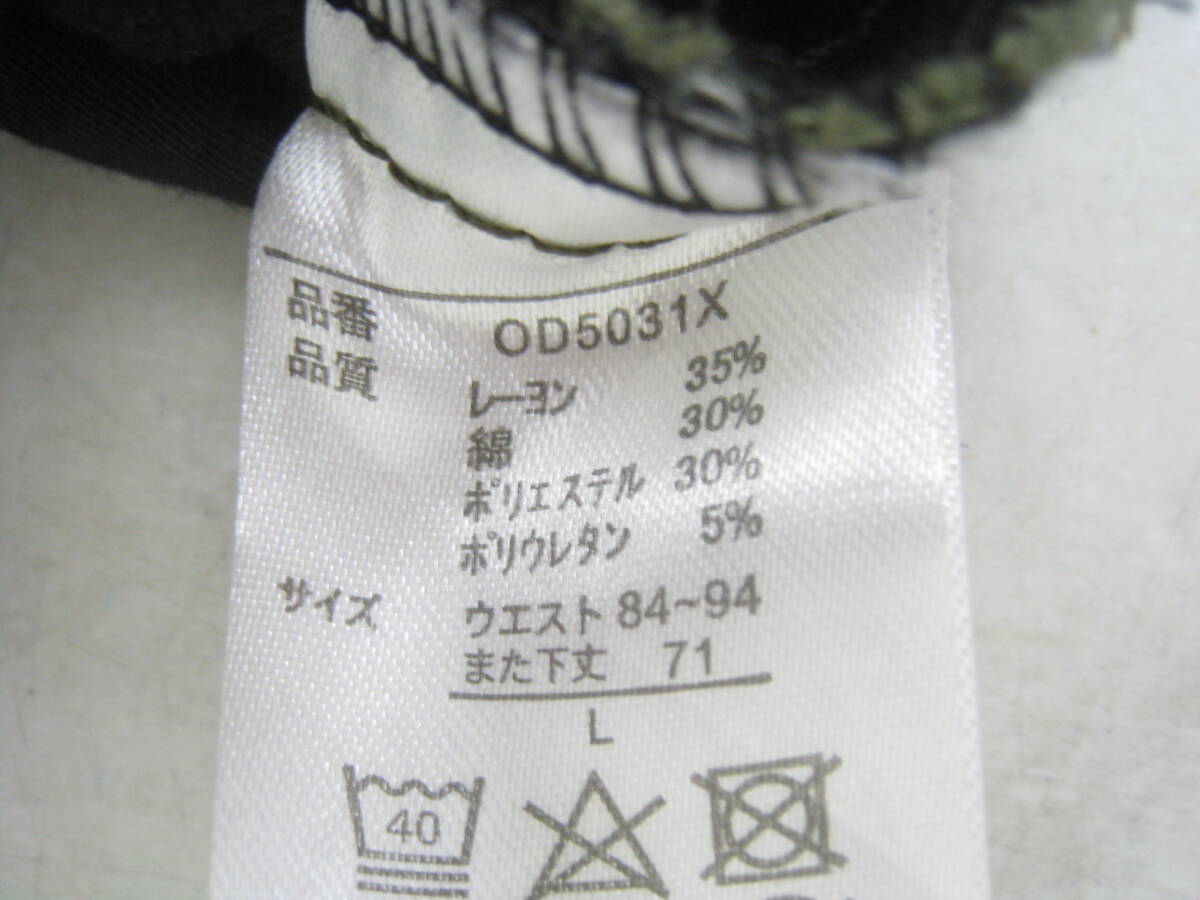 品番 OD5031X
品質 レーヨン 35%
綿 30%
ポリエステル 30%
ポリウレタン 5%
サイズ ウエスト 84~94
また下丈 71
L
40